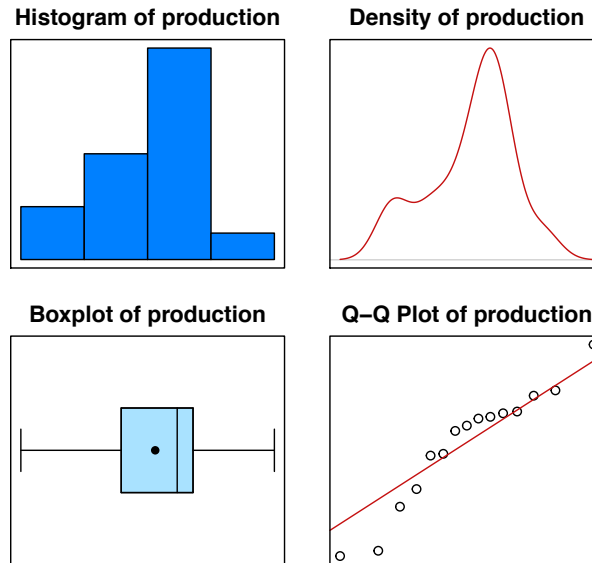 Histogram of production
Density of production
Boxplot of production
Q−Q Plot of production